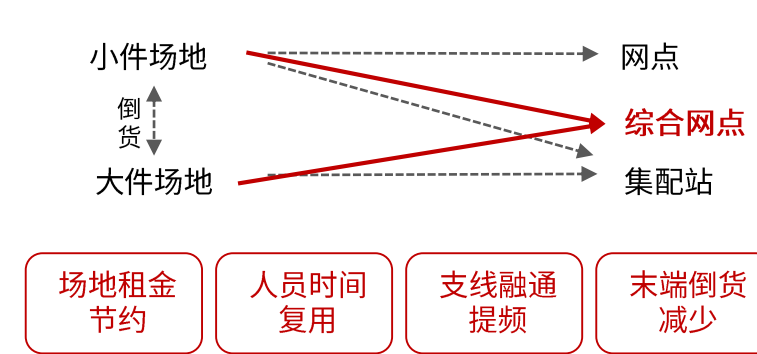 小件场地
网点
倒
货
综合网点
大件场地
集配站
场地租金
节约
人员时间
复用
支线融通
提频
末端倒货
减少